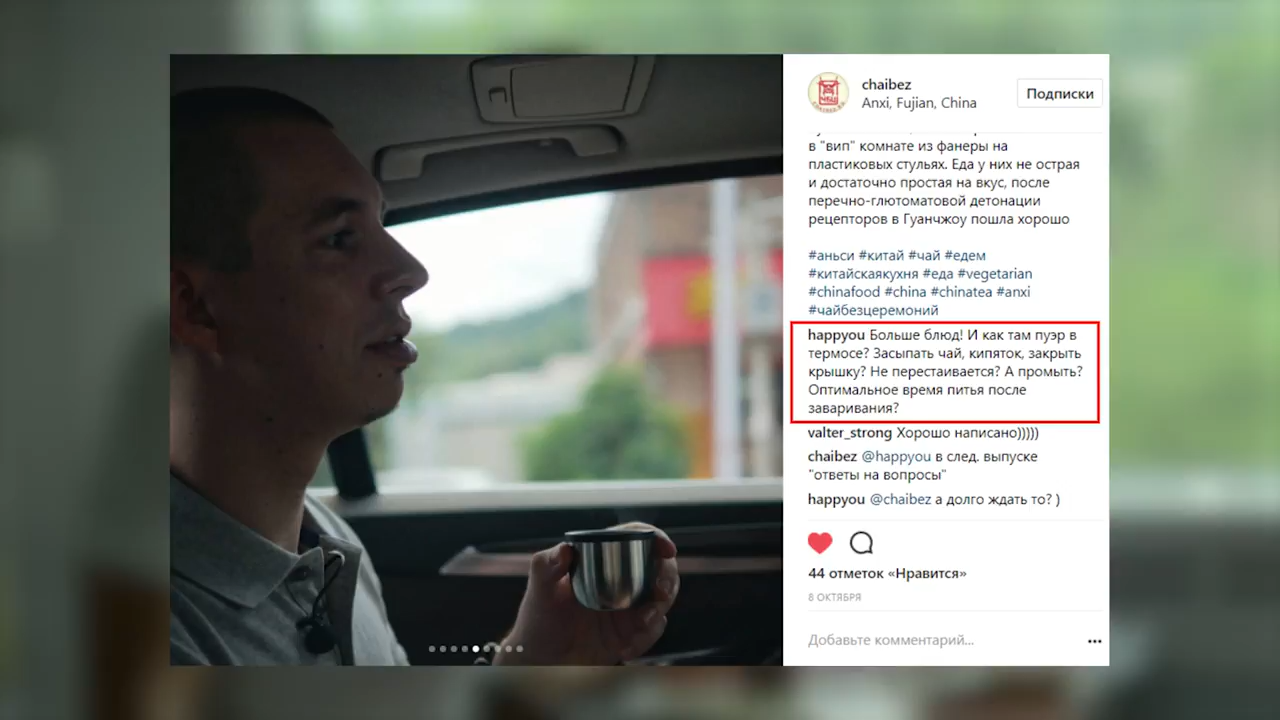 chaibez
Anxi, Fujian, China
Подписки
в "вип" комнате из фанеры на
пластиковых стульях. Еда у них не острая
и достаточно простая на вкус, после
перечно-глютоматовой детонации
рецепторов в Гуанчжоу пошла хорошо
#аньси #китай #чай #едем
#китайскаякухня #еда #vegetarian
#chinafood #china #chinatea #anxi
#чайбезцеремоний
happyou Больше блюд! И как там пуэр в
термосе? Засыпать чай, кипяток, закрыть
крышку? Не перестаивается? А промыть?
Оптимальное время питья после
заваривания?
valter_strong Хорошо написано)))))
chaibez @happyou в след. выпуске
"ответы на вопросы"
happyou @chaibez а долго ждать то? )
44 отметок «Нравится»
8 ОКТЯБРЯ
Добавьте комментарий...